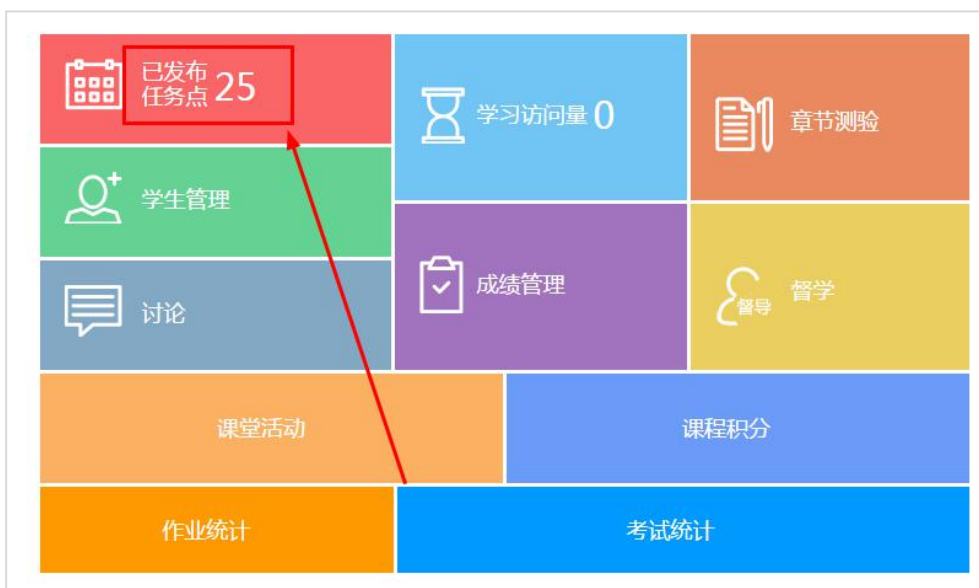 已发布
任务点 25
学习访问量 0
章节测验
学生管理
成绩管理
督导 督学
讨论
课堂活动
课程积分
作业统计
考试统计